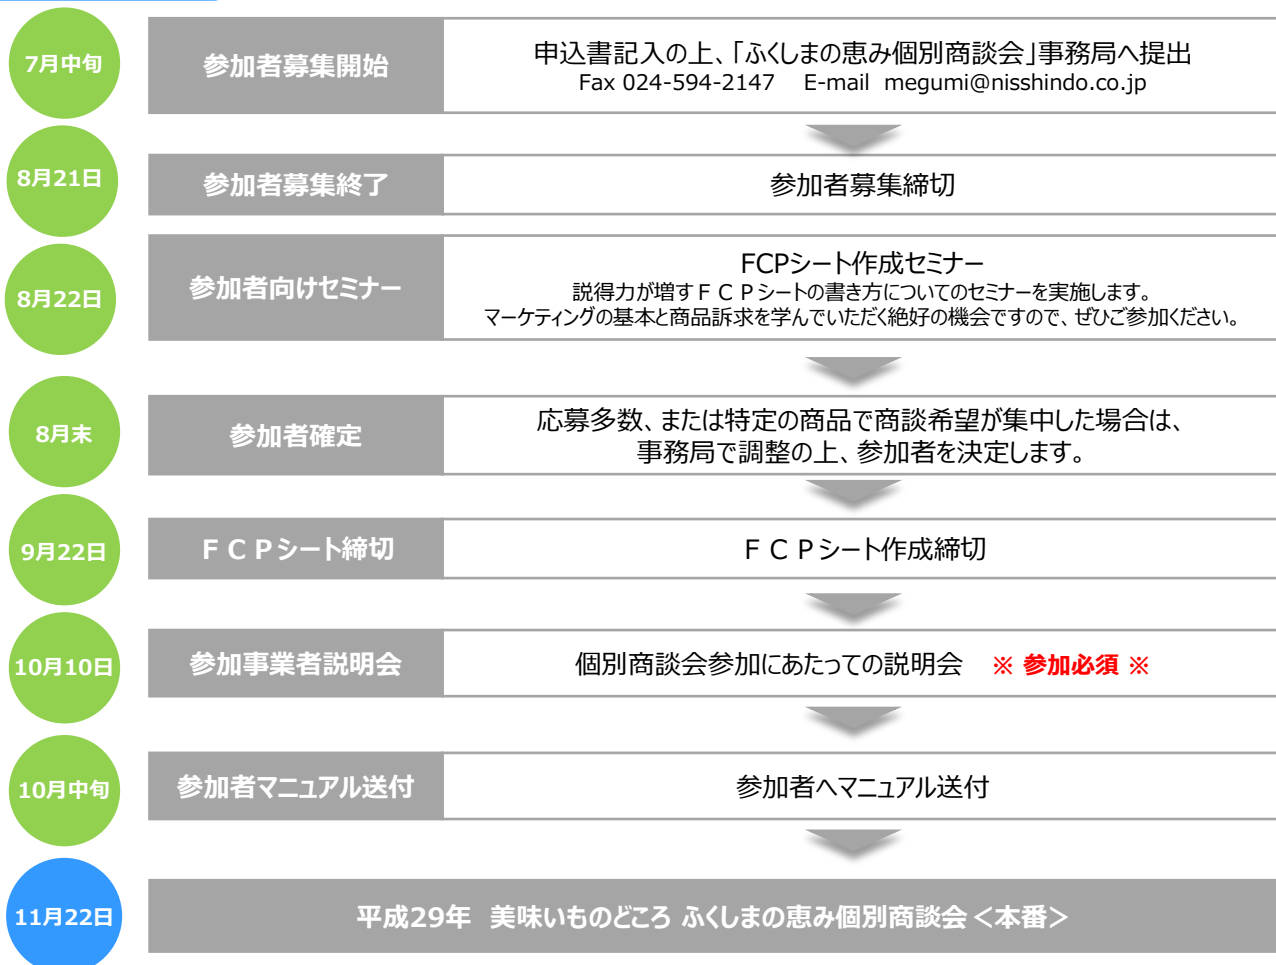 7月中旬
参加者募集開始
申込書記入の上、「ふくしまの恵み個別商談会」事務局へ提出
Fax 024-594-2147 E-mail megumi@nisshindo.co.jp
8月21日
参加者募集終了
参加者募集締切
8月22日
参加者向けセミナー
FCPシート作成セミナー
説得力が増すＦＣＰシートの書き方についてのセミナーを実施します。
マーケティングの基本と商品訴求を学んでいただく絶好の機会ですので、ぜひご参加ください。
8月末
参加者確定
応募多数、または特定の商品で商談希望が集中した場合は、
事務局で調整の上、参加者を決定します。
9月22日
ＦＣＰシート締切
ＦＣＰシート作成締切
10月10日
参加事業者説明会
個別商談会参加にあたっての説明会 ※ 参加必須 ※
10月中旬
参加者マニュアル送付
参加者へマニュアル送付
11月22日
平成29年 美味いものどころ ふくしまの恵み個別商談会＜本番＞